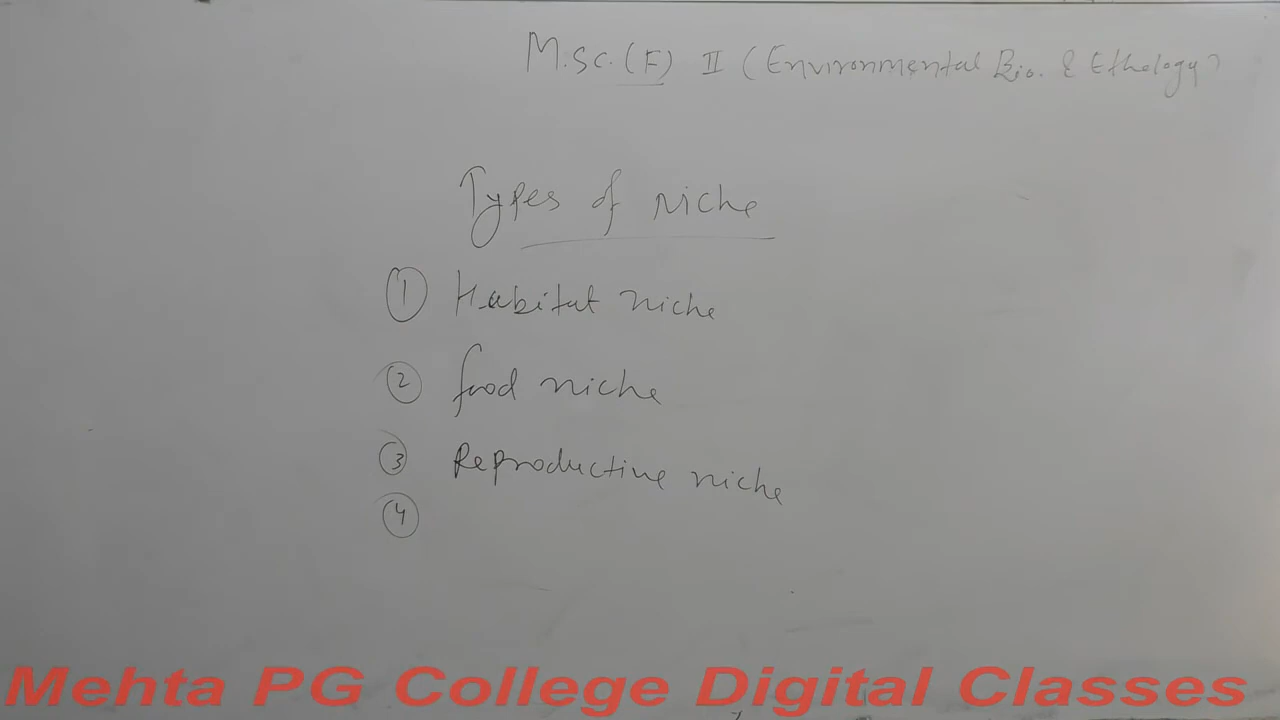 M.Sc.(F) II (Environmental Bio. & Ethology)
Types of niche
① Habitat niche
② food niche
③ Reproductive niche
④
Mehta PG College Digital Classes